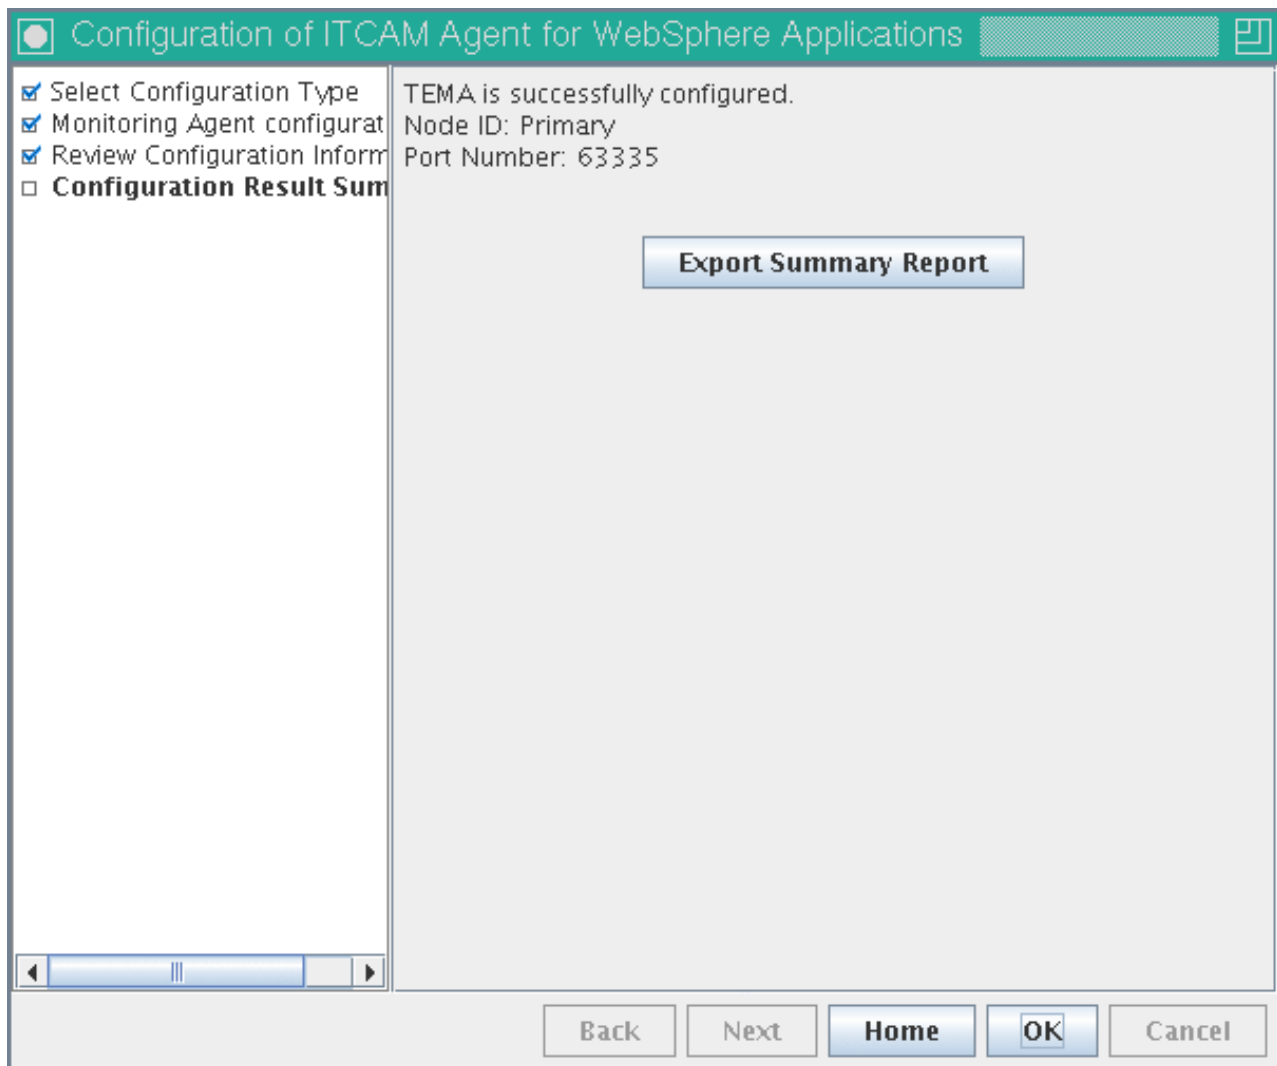 Configuration of ITCAM Agent for WebSphere Applications
Select Configuration Type
Monitoring Agent configurat
Review Configuration Inform
Configuration Result Sum
TEMA is successfully configured.
Node ID: Primary
Port Number: 63335
Export Summary Report
Back
Next
Home
OK
Cancel